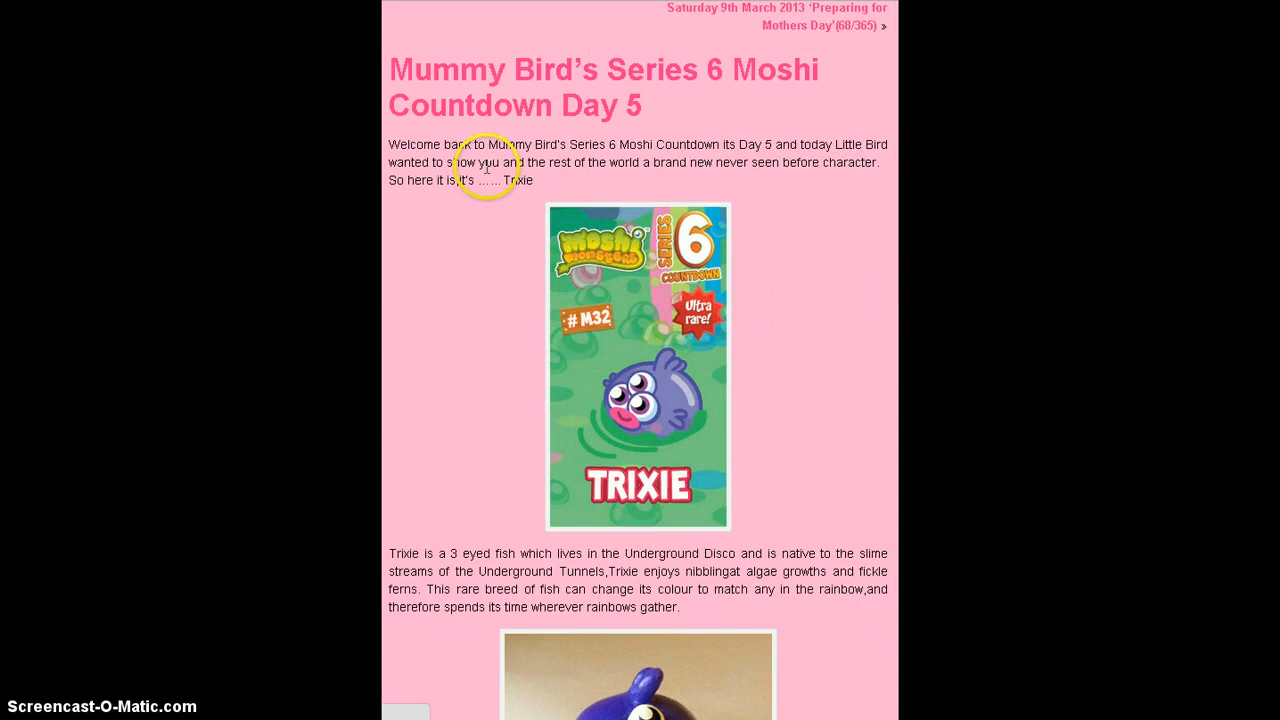 Saturday 9th March 2013 ‘Preparing for
Mothers Day’(68/365) »
Mummy Bird’s Series 6 Moshi
Countdown Day 5
Welcome back to Mummy Bird's Series 6 Moshi Countdown its Day 5 and today Little Bird
wanted to show you and the rest of the world a brand new never seen before character.
So here it is,it's …… Trixie
Moshi
Monsters
SERIES
6
COUNTDOWN
# M32
Ultra
rare!
TRIXIE
Trixie is a 3 eyed fish which lives in the Underground Disco and is native to the slime
streams of the Underground Tunnels,Trixie enjoys nibblingat algae growths and fickle
ferns. This rare breed of fish can change its colour to match any in the rainbow,and
therefore spends its time wherever rainbows gather.
Screencast-O-Matic.com